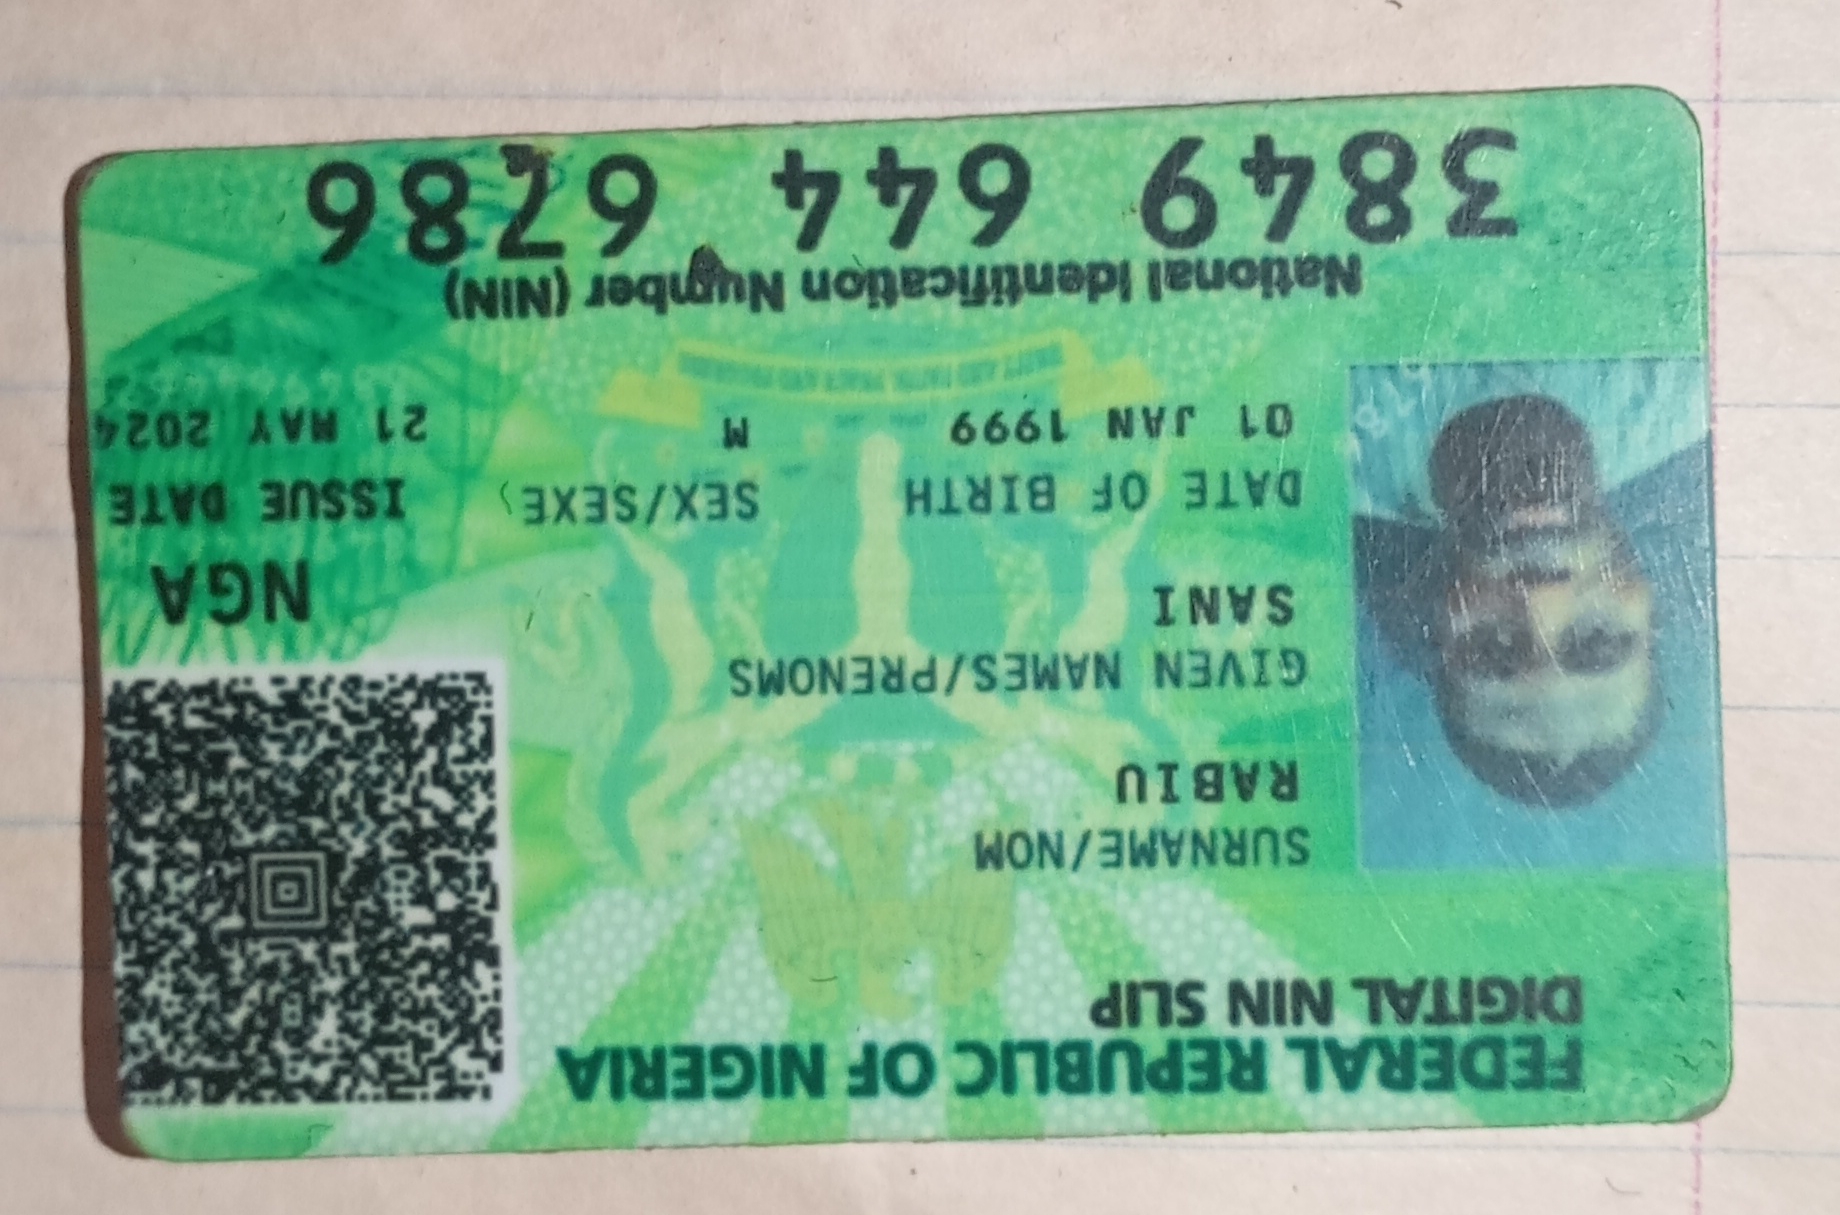 FEDERAL REPUBLIC OF NIGERIA
DIGITAL NIN SLIP
SURNAME/NOM
RABIU
GIVEN NAMES/PRENOMS
SANI
NGA
DATE OF BIRTH SEX/SEXE ISSUE DATE
01 JAN 1999 M 21 MAY 2024
National Identification Number (NIN)
3849 644 6786